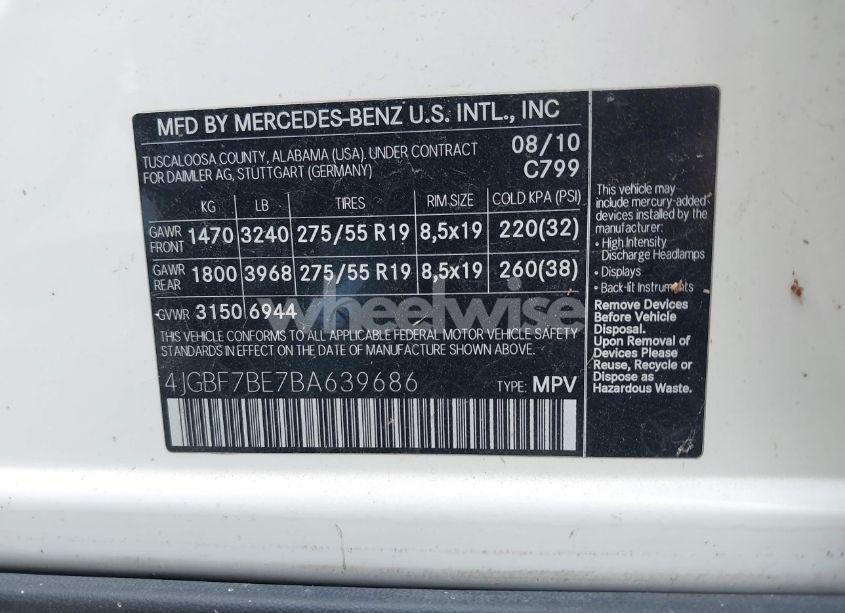 MFD BY MERCEDES-BENZ U.S. INTL., INC
TUSCALOOSA COUNTY, ALABAMA (USA). UNDER CONTRACT
FOR DAIMLER AG, STUTTGART (GERMANY)
08/10
C799
KG LB TIRES RIM-SIZE COLD KPA (PSI)
GAWR FRONT 1470 3240 275/55 R19 8,5x19 220(32)
GAWR REAR 1800 3968 275/55 R19 8,5x19 260(38)
GVWR 3150 6944
THIS VEHICLE CONFORMS TO ALL APPLICABLE FEDERAL MOTOR VEHICLE SAFETY
STANDARDS IN EFFECT ON THE DATE OF MANUFACTURE SHOWN ABOVE.
4JGBF7BE7BA639686
TYPE: MPV
This vehicle may
include mercury-added
devices installed by the
manufacturer:
• High Intensity
Discharge Headlamps
• Displays
• Back-lit Instruments
Remove Devices
Before Vehicle
Disposal.
Upon Removal of
Devices Please
Reuse, Recycle or
Dispose as
Hazardous Waste.
wheelwise